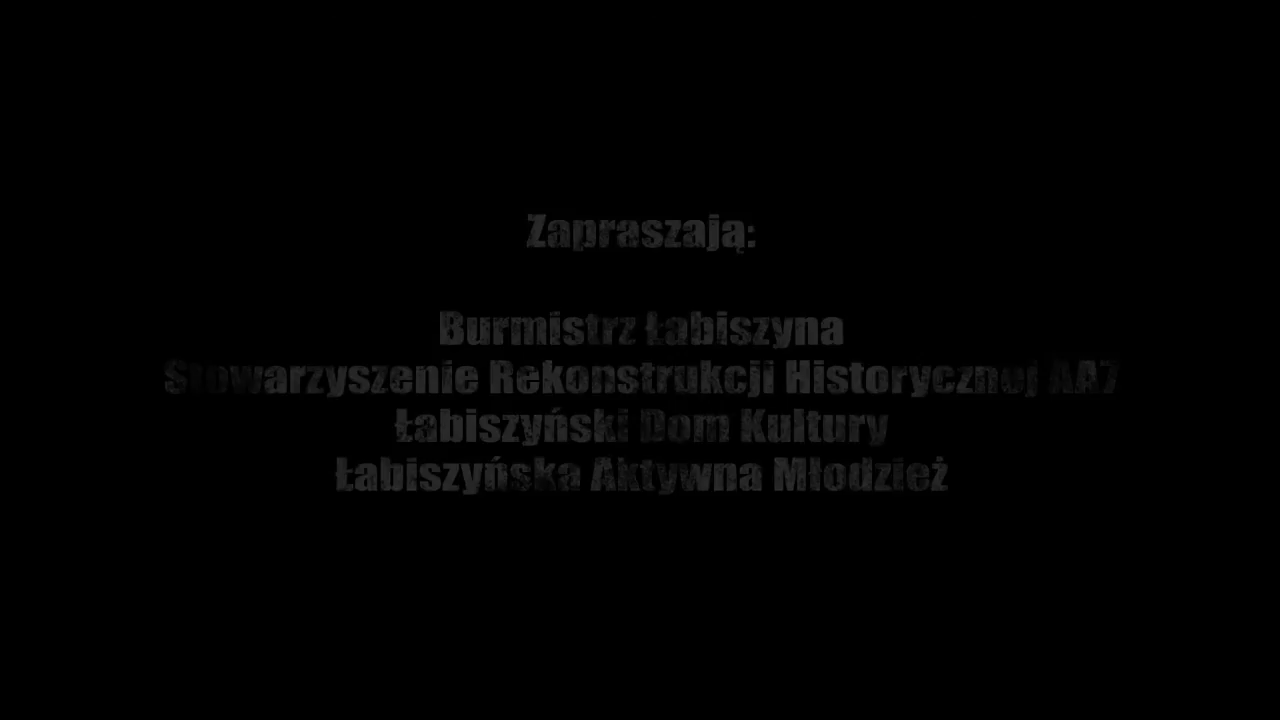 Zapraszają:
Burmistrz Łabiszyna
Stowarzyszenie Rekonstrukcji Historycznej AA7
Łabiszyński Dom Kultury
Łabiszyńska Aktywna Młodzież